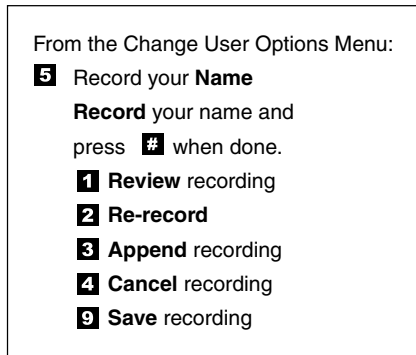 From the Change User Options Menu:
5 Record your Name
Record your name and
press # when done.
1 Review recording
2 Re-record
3 Append recording
4 Cancel recording
9 Save recording